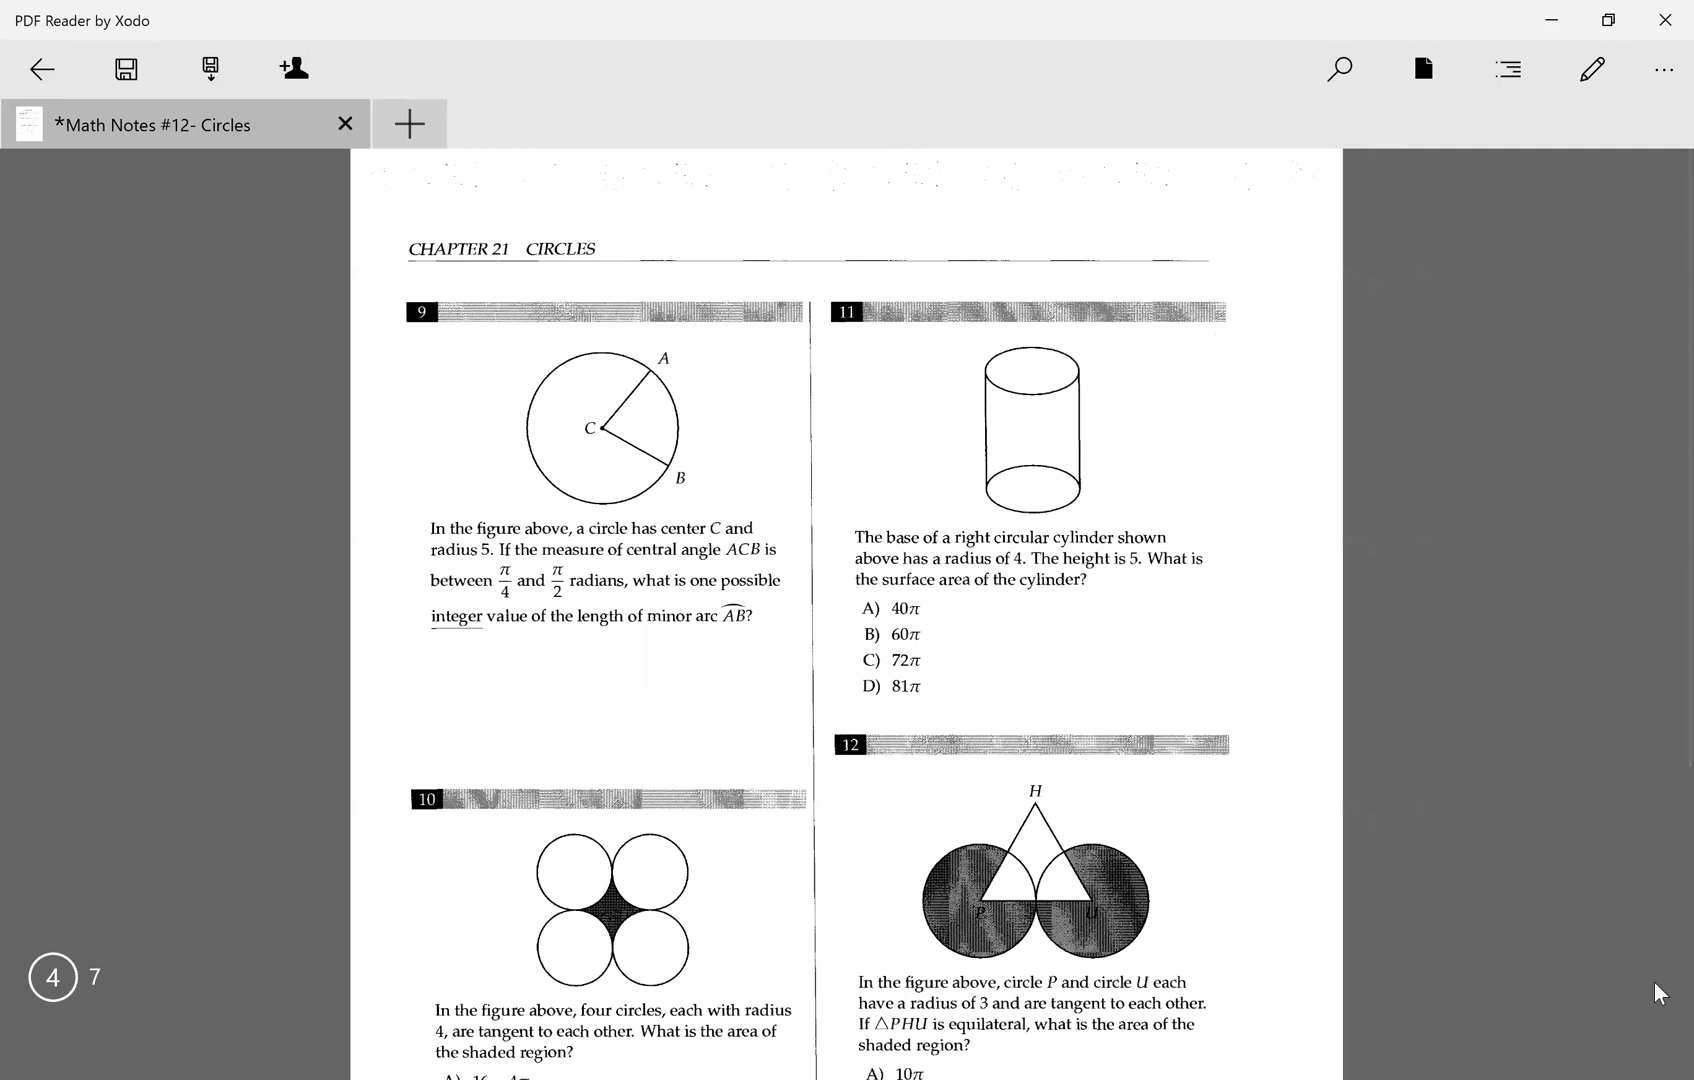 PDF Reader by Xodo
*Math Notes #12- Circles
CHAPTER 21 CIRCLES
9
A
C
B
In the figure above, a circle has center C and
radius 5. If the measure of central angle ACB is
between π/4 and π/2 radians, what is one possible
integer value of the length of minor arc AB?
10
In the figure above, four circles, each with radius
4, are tangent to each other. What is the area of
the shaded region?
11
The base of a right circular cylinder shown
above has a radius of 4. The height is 5. What is
the surface area of the cylinder?
A) 40π
B) 60π
C) 72π
D) 81π
12
H
P U
In the figure above, circle P and circle U each
have a radius of 3 and are tangent to each other.
If △PHU is equilateral, what is the area of the
shaded region?
A) 10π
4 7